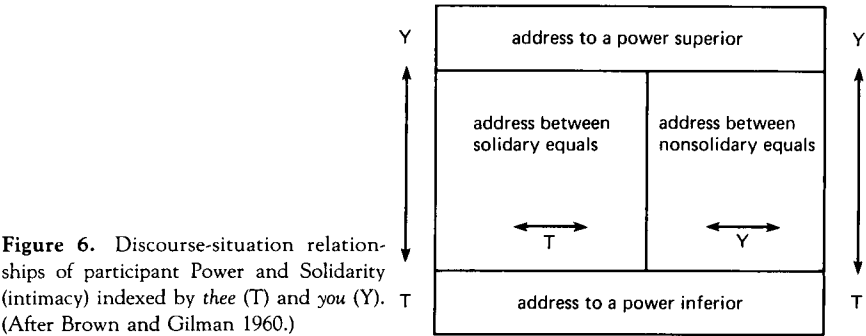 Y
address to a power superior
Y
address between
solidary equals
address between
nonsolidary equals
T
Y
Figure 6. Discourse-situation relation-
ships of participant Power and Solidarity
(intimacy) indexed by thee (T) and you (Y).
(After Brown and Gilman 1960.)
T
address to a power inferior
T